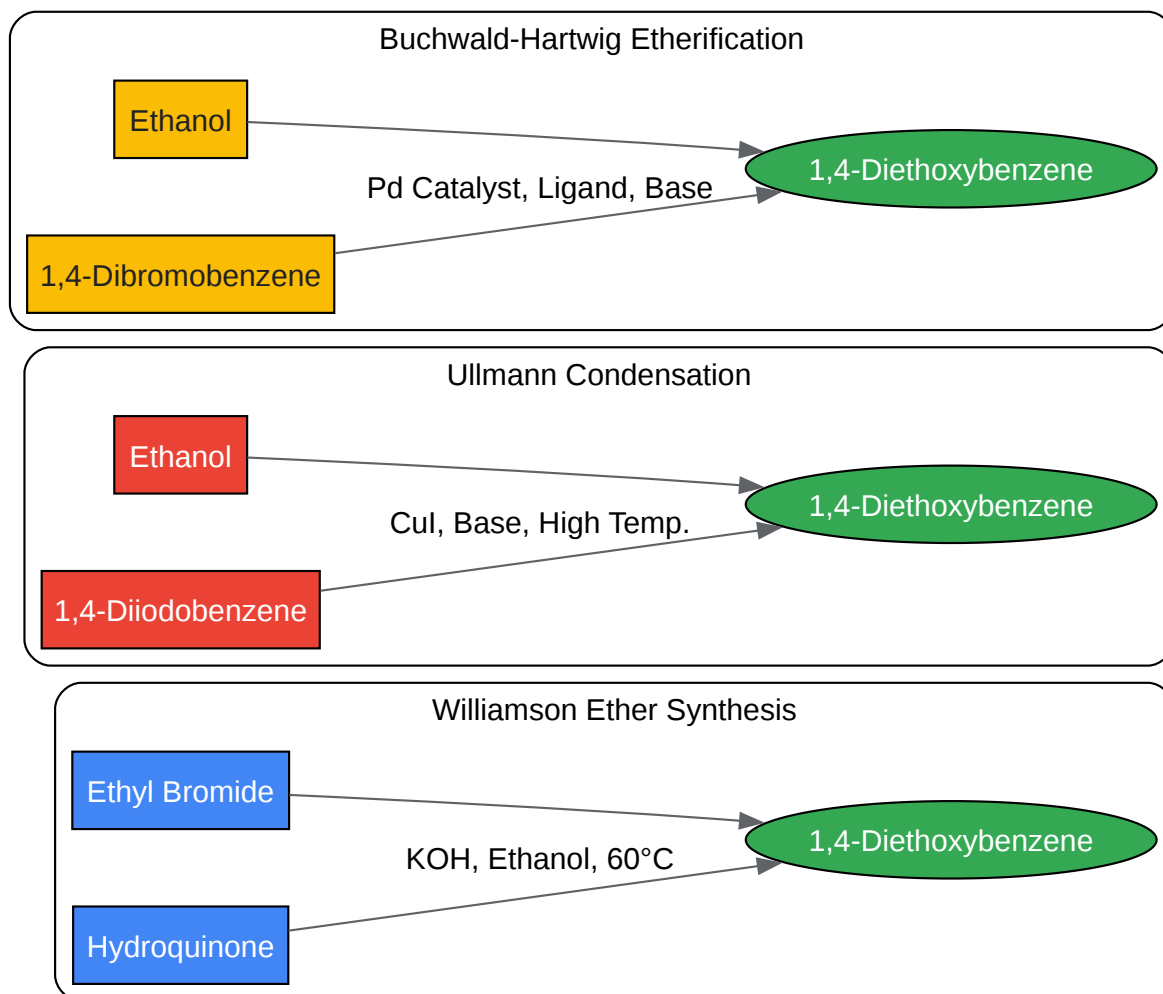 Buchwald-Hartwig Etherification
Ethanol
1,4-Diethoxybenzene
Pd Catalyst, Ligand, Base
1,4-Dibromobenzene
Ullmann Condensation
Ethanol
1,4-Diethoxybenzene
CuI, Base, High Temp.
1,4-Diiodobenzene
Williamson Ether Synthesis
Ethyl Bromide
1,4-Diethoxybenzene
KOH, Ethanol, 60°C
Hydroquinone